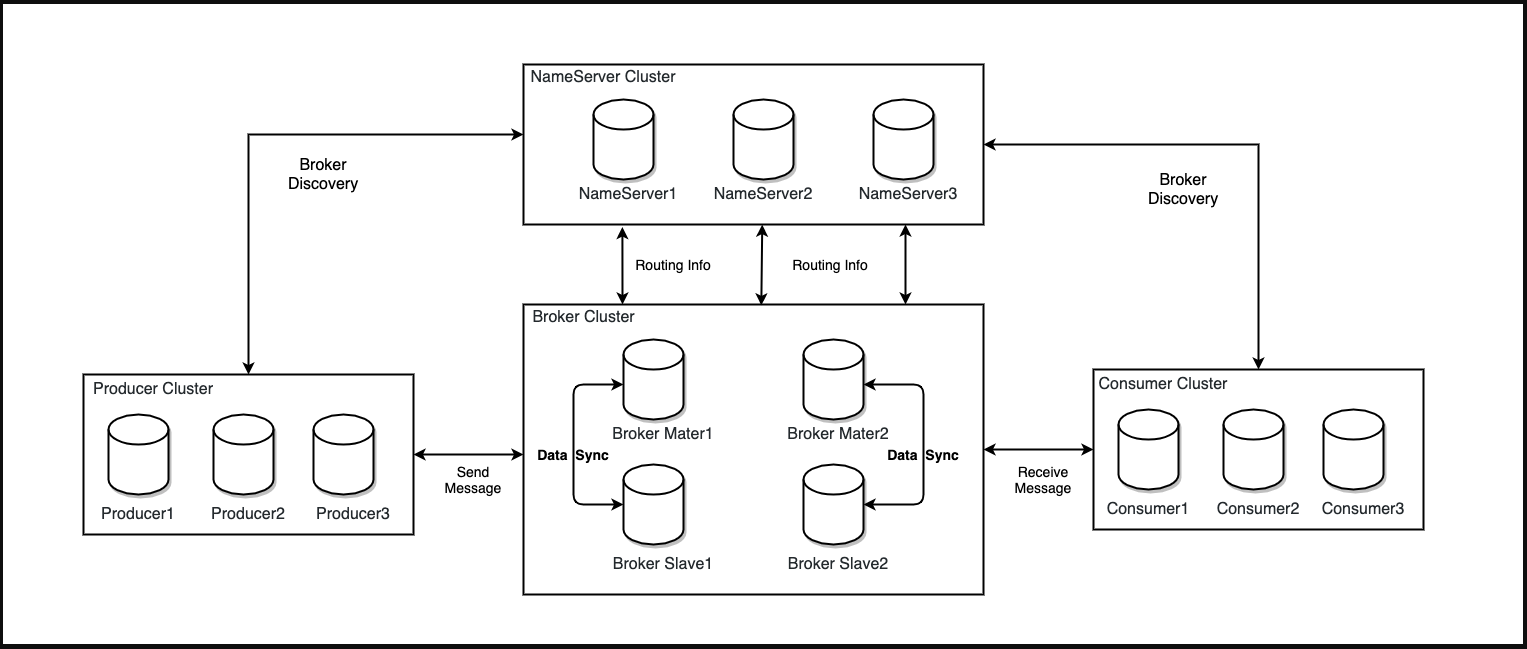 NameServer Cluster
NameServer1
NameServer2
NameServer3
Broker
Discovery
Broker
Discovery
Routing Info
Routing Info
Producer Cluster
Producer1
Producer2
Producer3
Send
Message
Broker Cluster
Broker Mater1
Broker Mater2
Data Sync
Data Sync
Broker Slave1
Broker Slave2
Receive
Message
Consumer Cluster
Consumer1
Consumer2
Consumer3